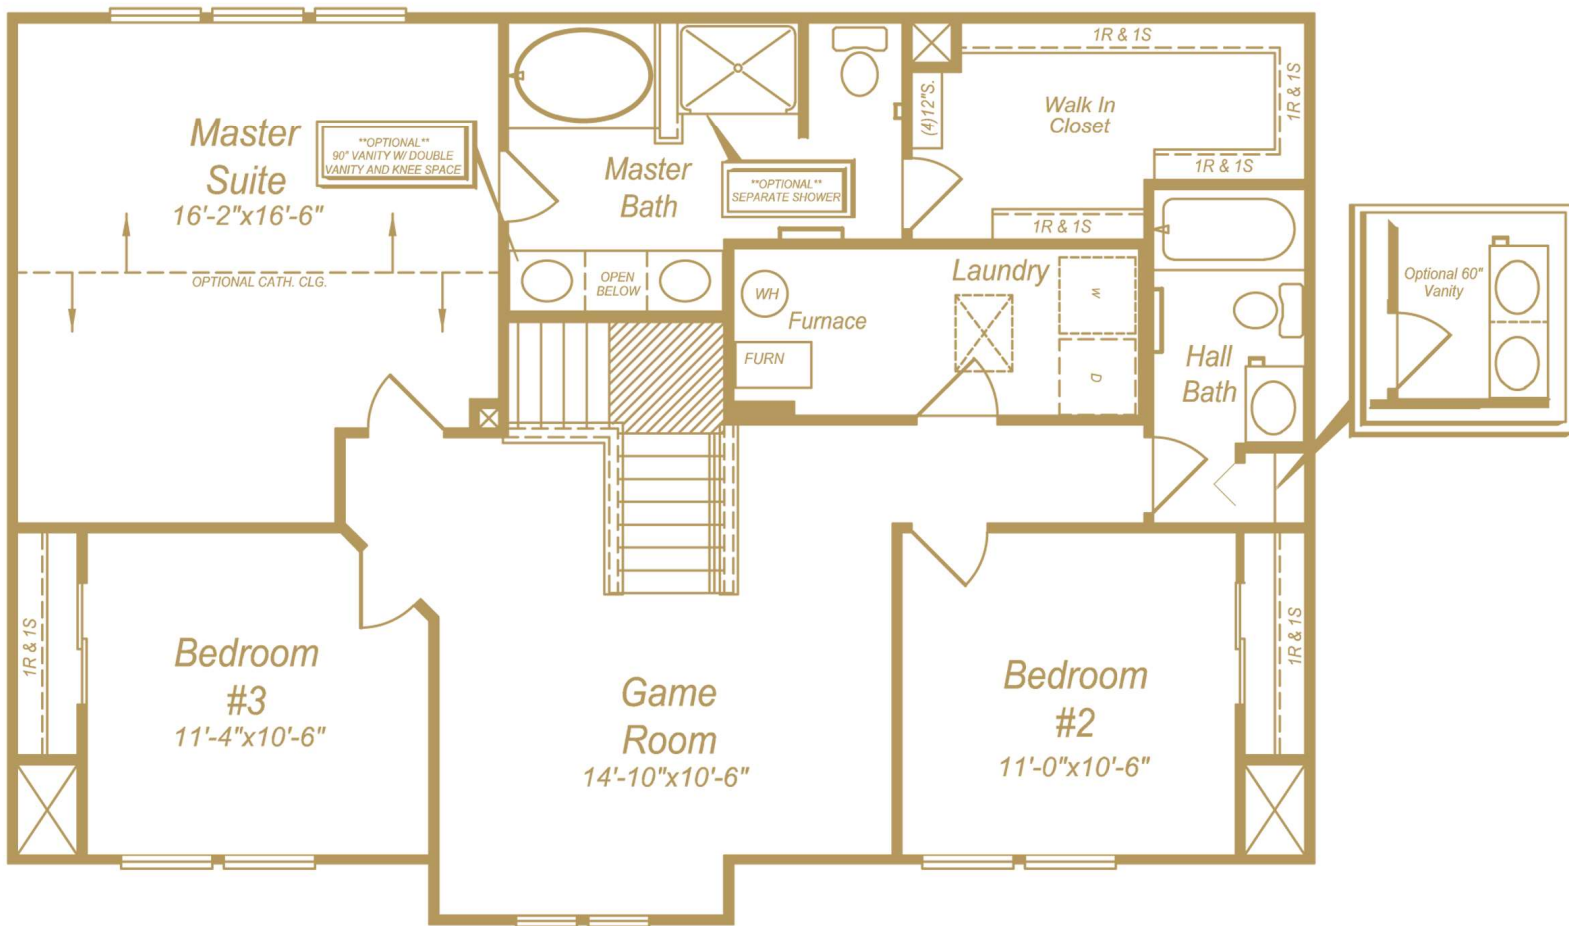 Master
Suite
16'-2"x16'-6"
**OPTIONAL**
90" VANITY W/ DOUBLE
VANITY AND KNEE SPACE
OPTIONAL CATH. CLG.
Master
Bath
**OPTIONAL**
SEPARATE SHOWER
OPEN
BELOW
(4)12"S.
1R & 1S
1R & 1S
Walk In
Closet
1R & 1S
1R & 1S
Laundry
WH
Furnace
FURN
W
D
Hall
Bath
Optional 60"
Vanity
1R & 1S
Bedroom
#3
11'-4"x10'-6"
Game
Room
14'-10"x10'-6"
Bedroom
#2
11'-0"x10'-6"
1R & 1S